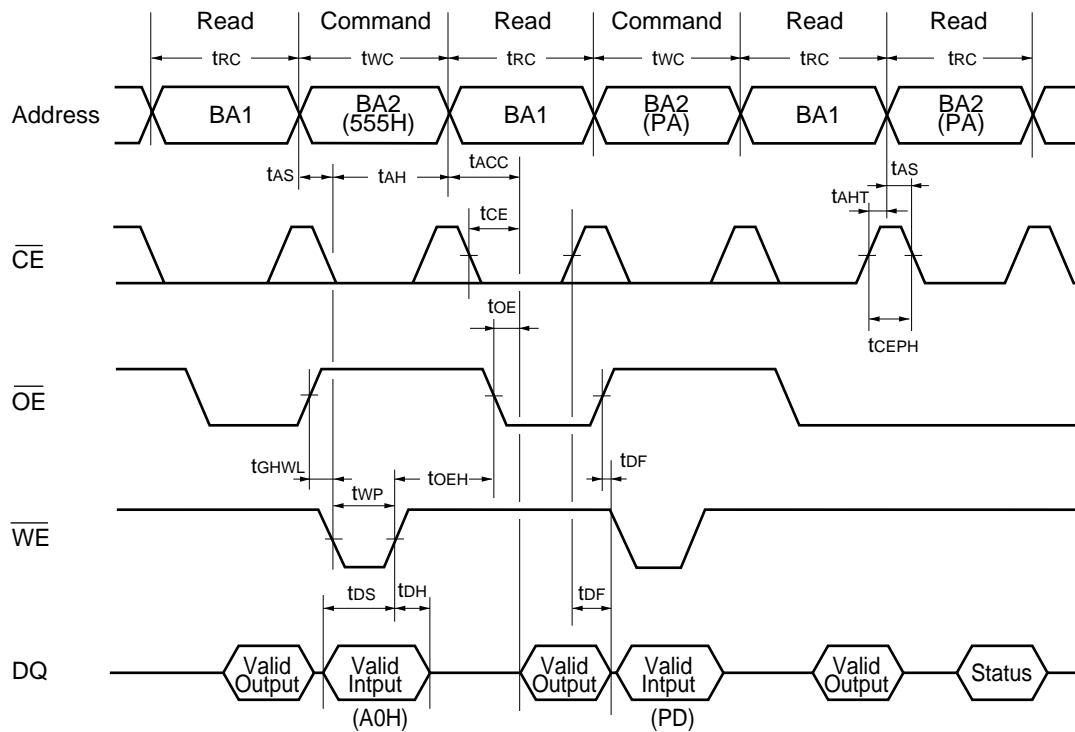 Read Command Read Command Read Read
tRC tWC tRC tWC tRC tRC
Address BA1 BA2 (555H) BA1 BA2 (PA) BA1 BA2 (PA)
tAS tAH tACC tAHT tAS
CE tCE
tOE tCEPH
OE
tGHWL tWP tOEH tDF
WE
tDS tDH tDF
DQ Valid Output Valid Intput Valid Output Valid Intput Valid Output Status
(A0H) (PD)